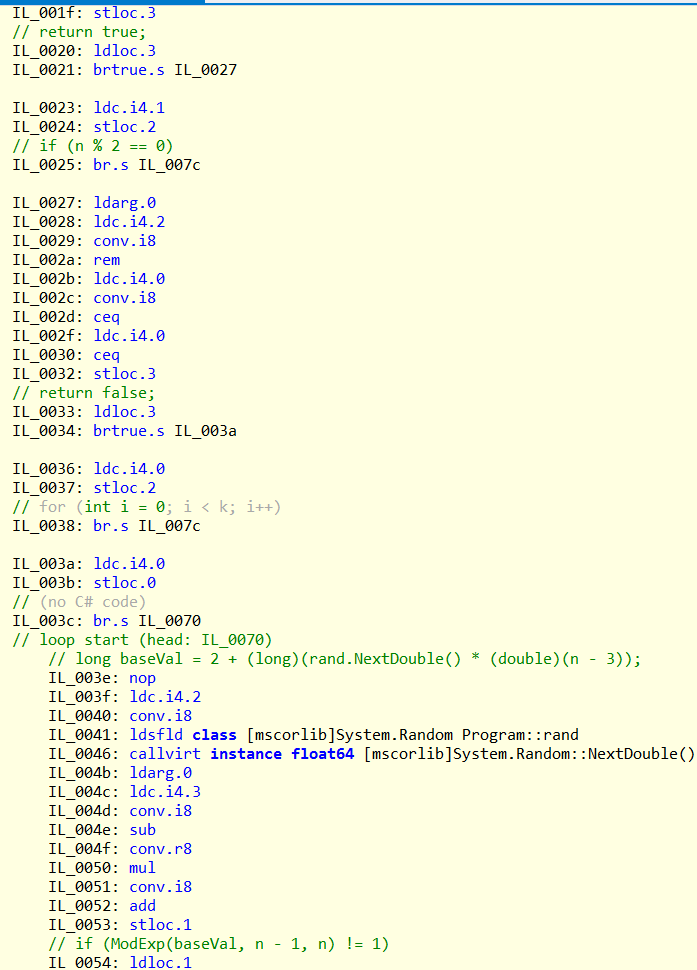 IL_001f: stloc.3
// return true;
IL_0020: ldloc.3
IL_0021: brtrue.s IL_0027
IL_0023: ldc.i4.1
IL_0024: stloc.2
// if (n % 2 == 0)
IL_0025: br.s IL_007c
IL_0027: ldarg.0
IL_0028: ldc.i4.2
IL_0029: conv.i8
IL_002a: rem
IL_002b: ldc.i4.0
IL_002c: conv.i8
IL_002d: ceq
IL_002f: ldc.i4.0
IL_0030: ceq
IL_0032: stloc.3
// return false;
IL_0033: ldloc.3
IL_0034: brtrue.s IL_003a
IL_0036: ldc.i4.0
IL_0037: stloc.2
// for (int i = 0; i < k; i++)
IL_0038: br.s IL_007c
IL_003a: ldc.i4.0
IL_003b: stloc.0
// (no C# code)
IL_003c: br.s IL_0070
// loop start (head: IL_0070)
// long baseVal = 2 + (long)(rand.NextDouble() * (double)(n - 3));
IL_003e: nop
IL_003f: ldc.i4.2
IL_0040: conv.i8
IL_0041: ldsfld class [mscorlib]System.Random Program::rand
IL_0046: callvirt instance float64 [mscorlib]System.Random::NextDouble()
IL_004b: ldarg.0
IL_004c: ldc.i4.3
IL_004d: conv.i8
IL_004e: sub
IL_004f: conv.r8
IL_0050: mul
IL_0051: conv.i8
IL_0052: add
IL_0053: stloc.1
// if (ModExp(baseVal, n - 1, n) != 1)
IL_0054: ldloc.1